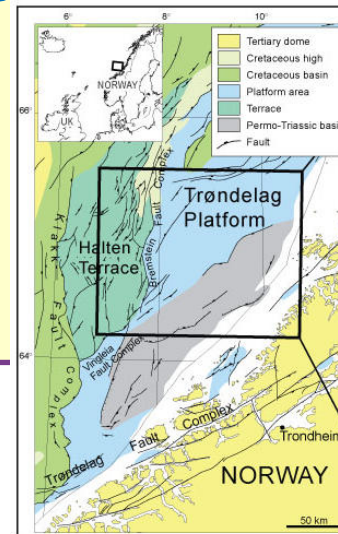 6°
8°
10°
66°
64°
NORWAY
UK
Tertiary dome
Cretaceous high
Cretaceous basin
Platform area
Terrace
Permo-Triassic basi
Fault
Trøndelag
Platform
Halten
Terrace
Bremstein Fault Complex
Klakk Fault Complex
Vingleia
Fault Complex
Trøndelag Fault Complex
Trondheim
NORWAY
50 km